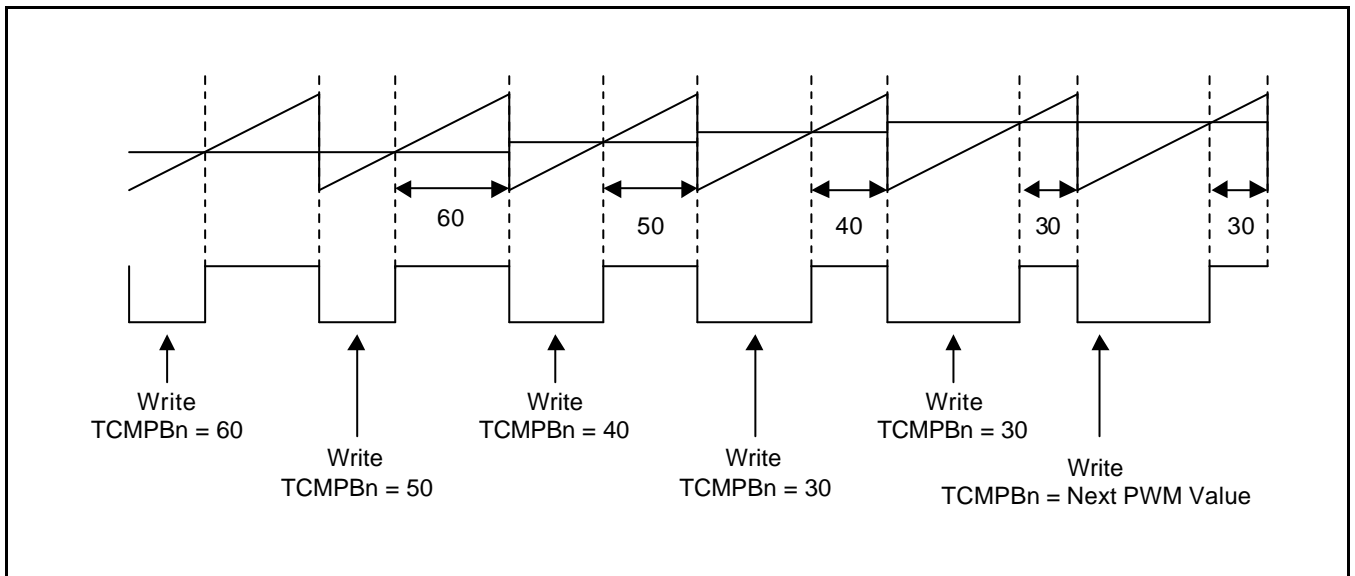 60
50
40
30
30
Write
TCMPBn = 60
Write
TCMPBn = 50
Write
TCMPBn = 40
Write
TCMPBn = 30
Write
TCMPBn = 30
Write
TCMPBn = Next PWM Value